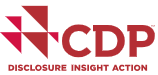 CDP
DISCLOSURE INSIGHT ACTION